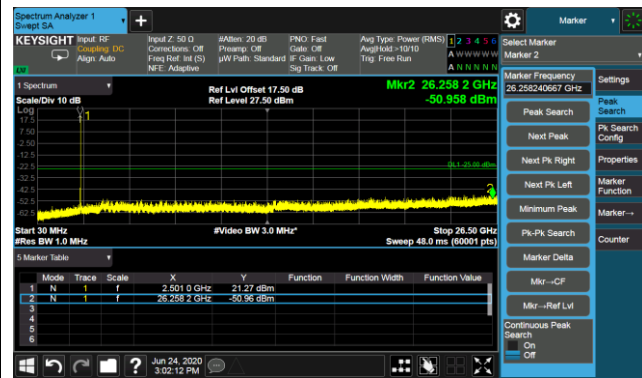 Spectrum Analyzer 1
Swept SA
KEYSIGHT
Input: RF
Coupling: DC
Align: Auto
Input Z: 50 Ω
Corrections: Off
Freq Ref: Int (S)
NFE: Adaptive
#Atten: 20 dB
Preamp: Off
µW Path: Standard
PNO: Fast
Gate: Off
IF Gain: Low
Sig Track: Off
Avg Type: Power (RMS)
Avg|Hold:>10/10
Trig: Free Run
1 2 3 4 5 6
A W W W W W
A N N N N N
1 Spectrum
Scale/Div 10 dB
Ref Lvl Offset 17.50 dB
Ref Level 27.50 dBm
Mkr2 26.258 2 GHz
-50.958 dBm
Log
17.5
7.50
-2.50
-12.5
-22.5
-32.5
-42.5
-52.5
-62.5
1
DL1 -25.00 dBm
2
Start 30 MHz
#Video BW 3.0 MHz*
Stop 26.50 GHz
#Res BW 1.0 MHz
Sweep 48.0 ms (60001 pts)
5 Marker Table
Mode Trace Scale X Y Function Function Width Function Value
1 N 1 f 2.501 0 GHz 21.27 dBm
2 N 1 f 26.258 2 GHz -50.96 dBm
3
4
5
6
Jun 24, 2020
3:02:12 PM
Marker
Select Marker
Marker 2
Marker Frequency
26.258240667 GHz
Peak Search
Next Peak
Next Pk Right
Next Pk Left
Minimum Peak
Pk-Pk Search
Marker Delta
Mkr→CF
Mkr→Ref Lvl
Continuous Peak
Search
On
Off
Settings
Peak
Search
Pk Search
Config
Properties
Marker
Function
Marker→
Counter